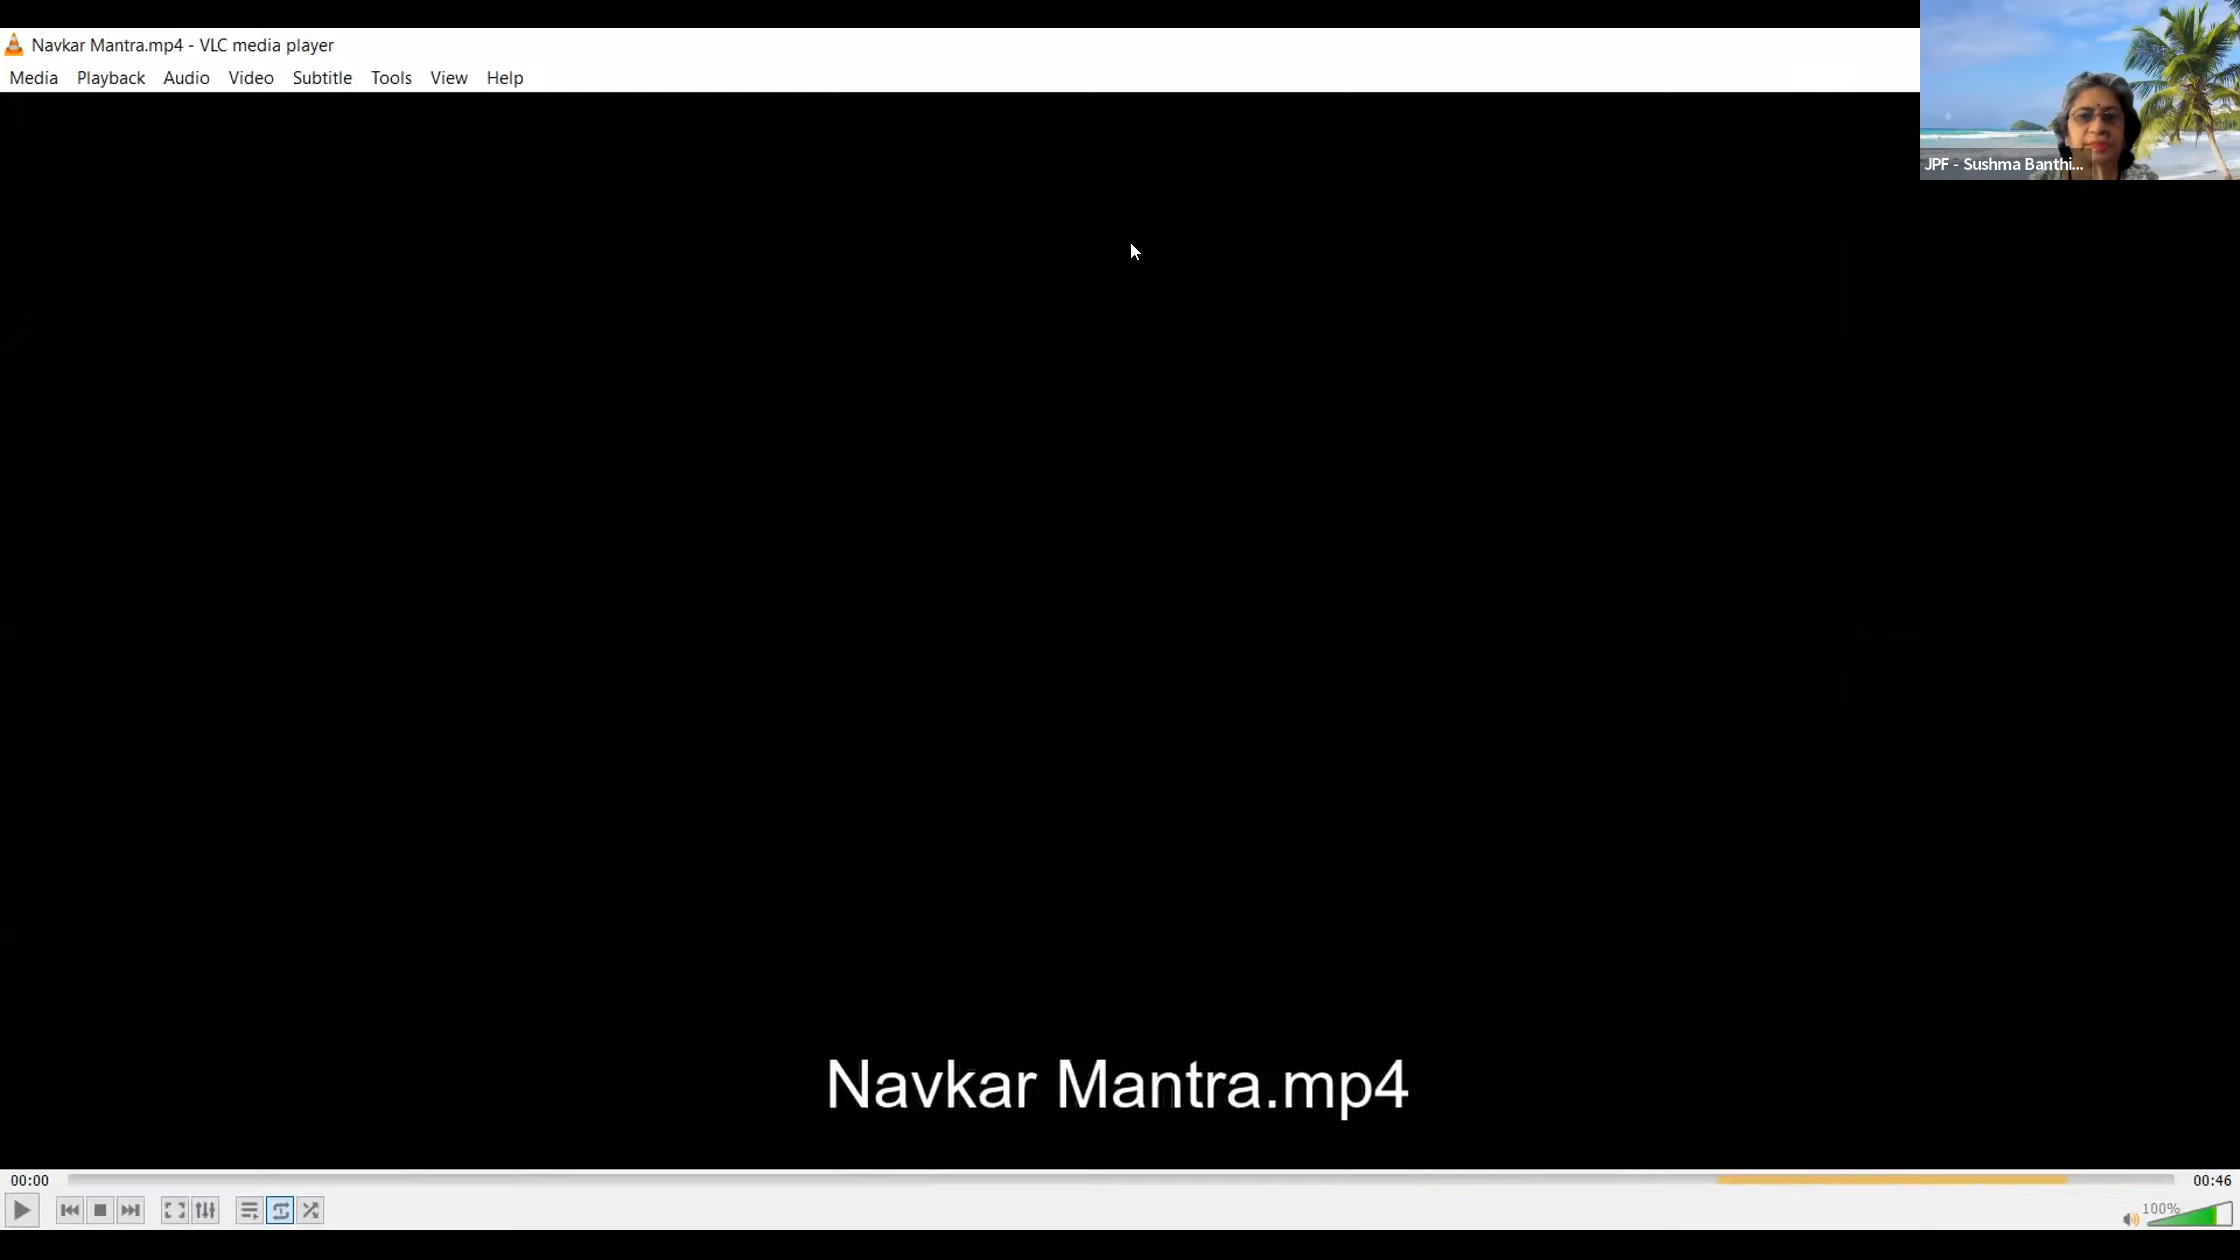 Navkar Mantra.mp4 - VLC media player
Media Playback Audio Video Subtitle Tools View Help
JPF - Sushma Banthi...
Navkar Mantra.mp4
00:00 00:46
100%